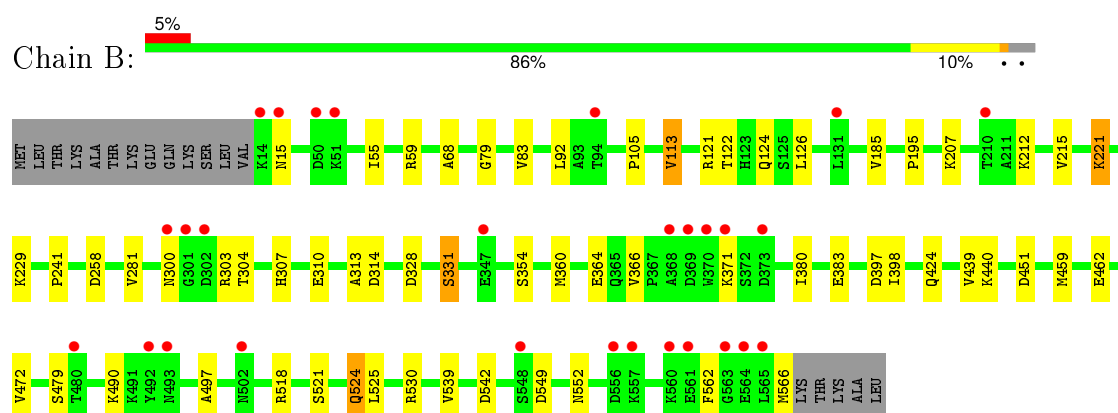 5%
Chain B:
86% 10% • •
MET LEU THR LYS ALA THR LYS GLU GLN LYS SER LEU VAL K14 N15 D50 K51 I55 R59 A68 G79 V83 L92 A93 T94 P105 V113 R121 T122 H123 Q124 S125 L126 L131 V185 P195 K207 T210 A211 K212 V215 K221
K229 P241 D258 V281 N300 G301 D302 R303 T304 H307 E310 A313 D314 D328 S331 E347 S354 M360 E364 Q365 V366 P367 A368 D369 W370 K371 S372 D373 I380 E383 D397 I398 Q424 V439 K440 D451 M459 E462
V472 S479 T480 K490 K491 Y492 N493 A497 N502 R518 S521 Q524 L525 R530 V539 D542 S548 D549 N552 D556 K557 K560 E561 F562 G563 E564 L565 M566 LYS THR LYS ALA LEU